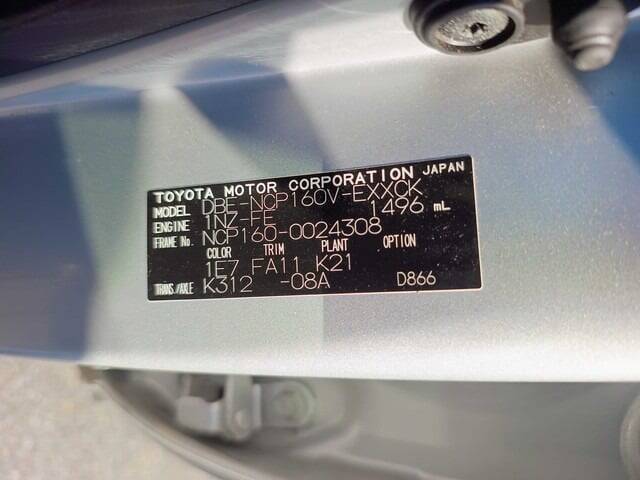 TOYOTA MOTOR CORPORATION JAPAN
MODEL DBE-NCP160V-EXXCK
ENGINE 1NZ-FE 1496 mL
FRAME No. NCP160-0024308
COLOR TRIM PLANT OPTION
1E7 FA11 K21
TRANS./AXLE K312 -08A D866